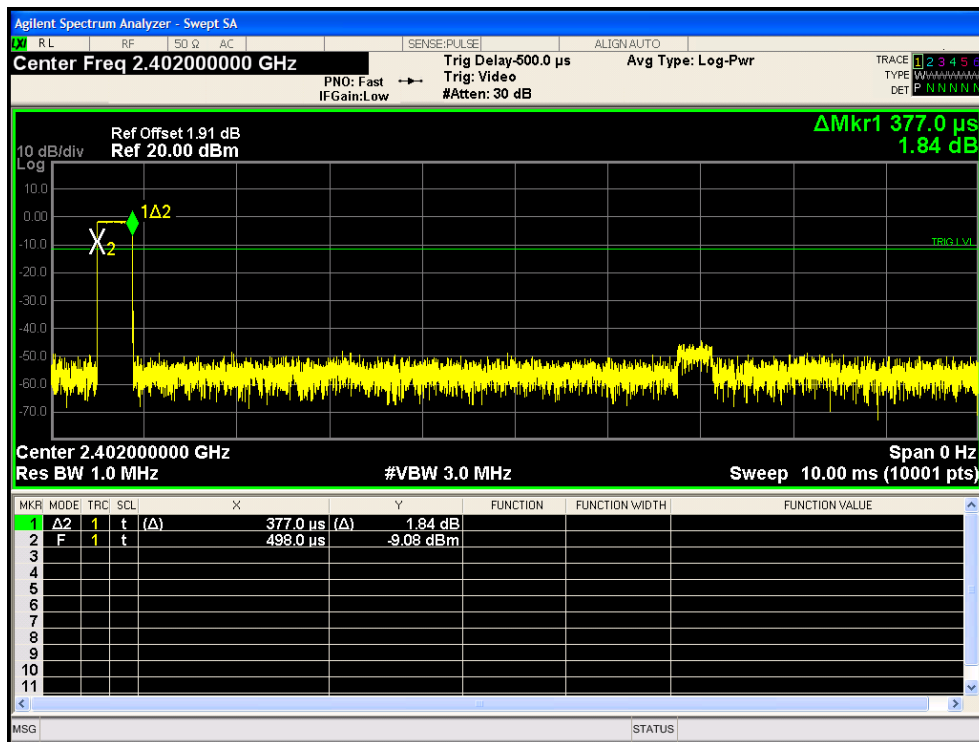 Agilent Spectrum Analyzer - Swept SA
LXI RL RF 50 Ω AC SENSE:PULSE ALIGNAUTO
Center Freq 2.402000000 GHz
PNO: Fast
IFGain:Low
Trig Delay-500.0 µs
Trig: Video
#Atten: 30 dB
Avg Type: Log-Pwr
TRACE 1 2 3 4 5 6
TYPE WWWWWW
DET P N N N N N
ΔMkr1 377.0 µs
1.84 dB
Ref Offset 1.91 dB
10 dB/div Ref 20.00 dBm
Log
10.0
0.00
-10.0
-20.0
-30.0
-40.0
-50.0
-60.0
-70.0
1Δ2
X2
TRIG LVL
Center 2.402000000 GHz Span 0 Hz
Res BW 1.0 MHz #VBW 3.0 MHz Sweep 10.00 ms (10001 pts)
MKR MODE TRC SCL X Y FUNCTION FUNCTION WIDTH FUNCTION VALUE
1 Δ2 1 t (Δ) 377.0 µs (Δ) 1.84 dB
2 F 1 t 498.0 µs -9.08 dBm
3
4
5
6
7
8
9
10
11
MSG STATUS